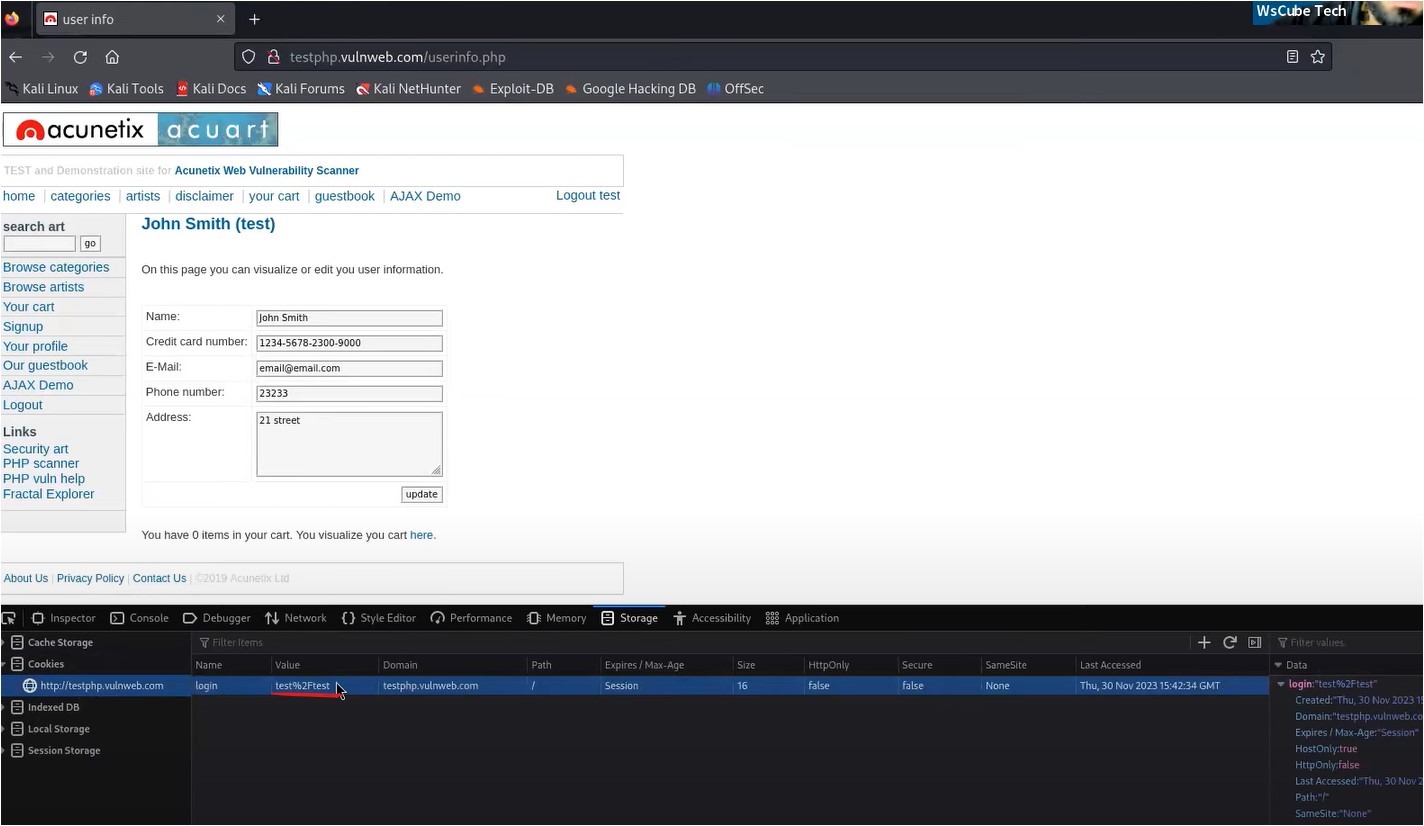 WsCube Tech
user info
testphp.vulnweb.com/userinfo.php
Kali Linux Kali Tools Kali Docs Kali Forums Kali NetHunter Exploit-DB Google Hacking DB OffSec
acunetix acuart
TEST and Demonstration site for Acunetix Web Vulnerability Scanner
home | categories | artists | disclaimer | your cart | guestbook | AJAX Demo Logout test
search art
go
Browse categories
Browse artists
Your cart
Signup
Your profile
Our guestbook
AJAX Demo
Logout
Links
Security art
PHP scanner
PHP vuln help
Fractal Explorer
John Smith (test)
On this page you can visualize or edit you user information.
Name: John Smith
Credit card number: 1234-5678-2300-9000
E-Mail: email@email.com
Phone number: 23233
Address: 21 street
update
You have 0 items in your cart. You visualize you cart here.
About Us | Privacy Policy | Contact Us | ©2019 Acunetix Ltd
Inspector Console Debugger Network Style Editor Performance Memory Storage Accessibility Application
Cache Storage
Cookies
http://testphp.vulnweb.com
Indexed DB
Local Storage
Session Storage
Filter Items
Name Value Domain Path Expires / Max-Age Size HttpOnly Secure SameSite Last Accessed
login test%2Ftest testphp.vulnweb.com / Session 16 false false None Thu, 30 Nov 2023 15:42:34 GMT
Filter values
Data
login:"test%2Ftest"
Created:"Thu, 30 Nov 2023 15
Domain:"testphp.vulnweb.co
Expires / Max-Age:"Session"
HostOnly:true
HttpOnly:false
Last Accessed:"Thu, 30 Nov 2
Path:"/"
SameSite:"None"